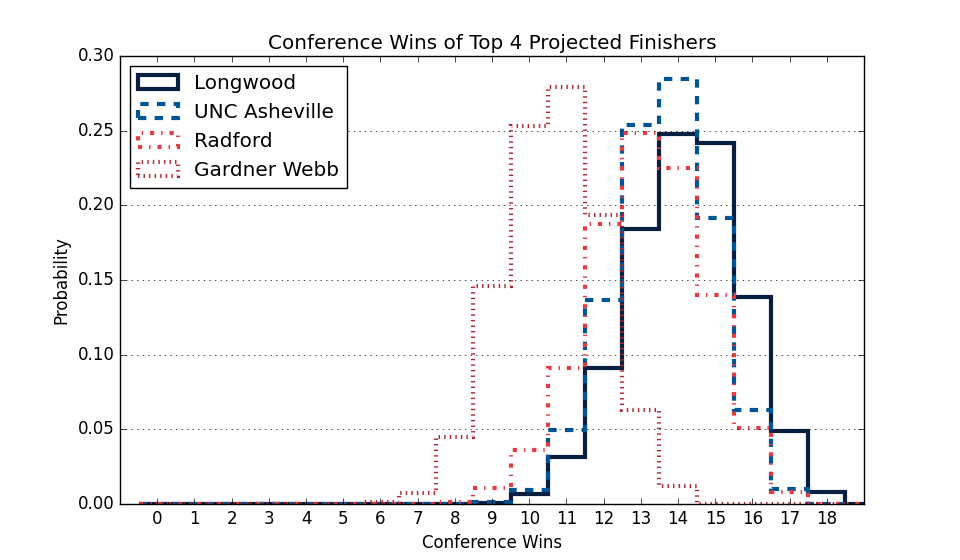 Conference Wins of Top 4 Projected Finishers
Longwood
UNC Asheville
Radford
Gardner Webb
0.30
0.25
0.20
0.15
0.10
0.05
0.00
Probability
0 1 2 3 4 5 6 7 8 9 10 11 12 13 14 15 16 17 18
Conference Wins